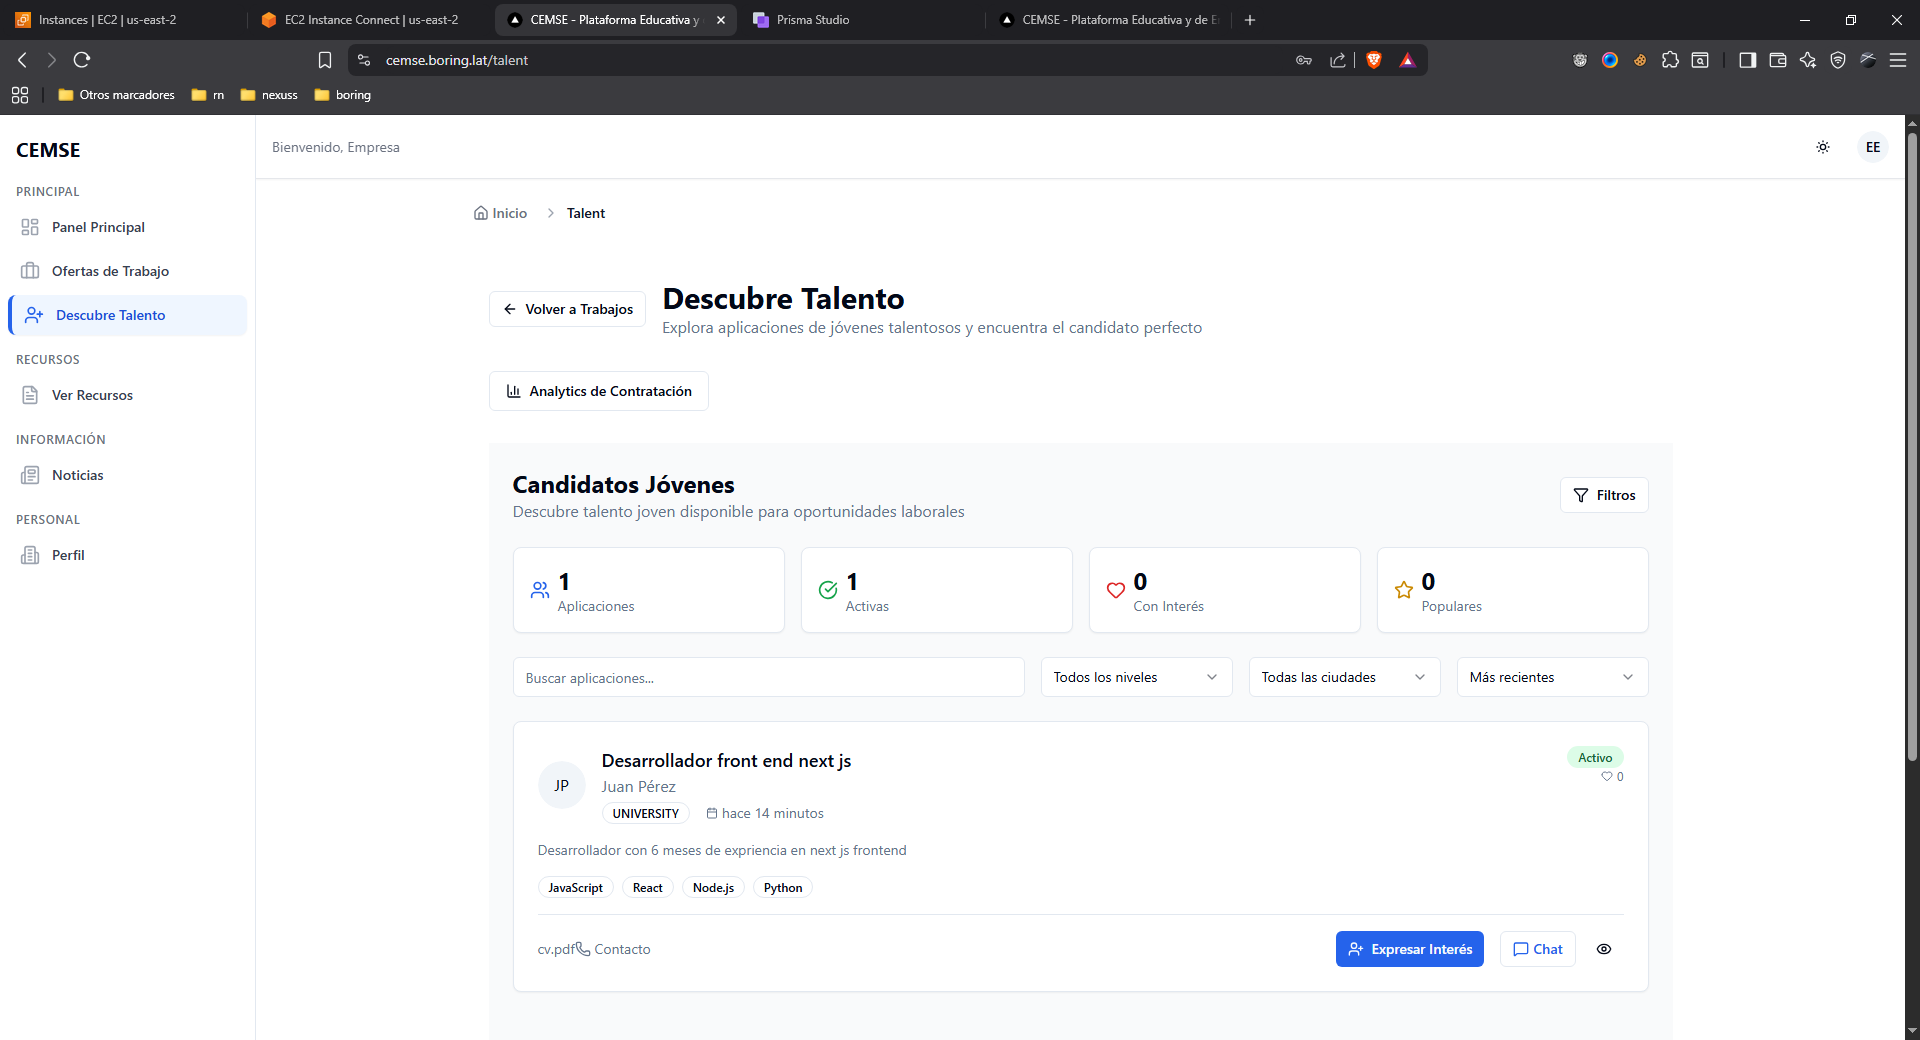 Instances | EC2 | us-east-2
EC2 Instance Connect | us-east-2
CEMSE - Plataforma Educativa y
Prisma Studio
CEMSE - Plataforma Educativa y de E
cemse.boring.lat/talent
Otros marcadores
rn
nexuss
boring
CEMSE
PRINCIPAL
Panel Principal
Ofertas de Trabajo
Descubre Talento
RECURSOS
Ver Recursos
INFORMACIÓN
Noticias
PERSONAL
Perfil
Bienvenido, Empresa
EE
Inicio
Talent
Volver a Trabajos
Descubre Talento
Explora aplicaciones de jóvenes talentosos y encuentra el candidato perfecto
Analytics de Contratación
Candidatos Jóvenes
Descubre talento joven disponible para oportunidades laborales
Filtros
1
Aplicaciones
1
Activas
0
Con Interés
0
Populares
Buscar aplicaciones...
Todos los niveles
Todas las ciudades
Más recientes
JP
Desarrollador front end next js
Juan Pérez
UNIVERSITY
hace 14 minutos
Activo
0
Desarrollador con 6 meses de expriencia en next js frontend
JavaScript
React
Node.js
Python
cv.pdf
Contacto
Expresar Interés
Chat